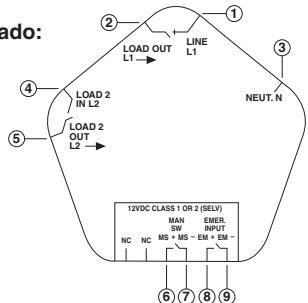 ado:
2
1
LOAD OUT
L1
LINE
L1
3
NEUT. N
4
LOAD 2
IN L2
5
LOAD 2
OUT
L2
12VDC CLASS 1 OR 2 (SELV)
MAN
SW
EMER.
INPUT
NC NC MS + MS – EM + EM –
6 7 8 9